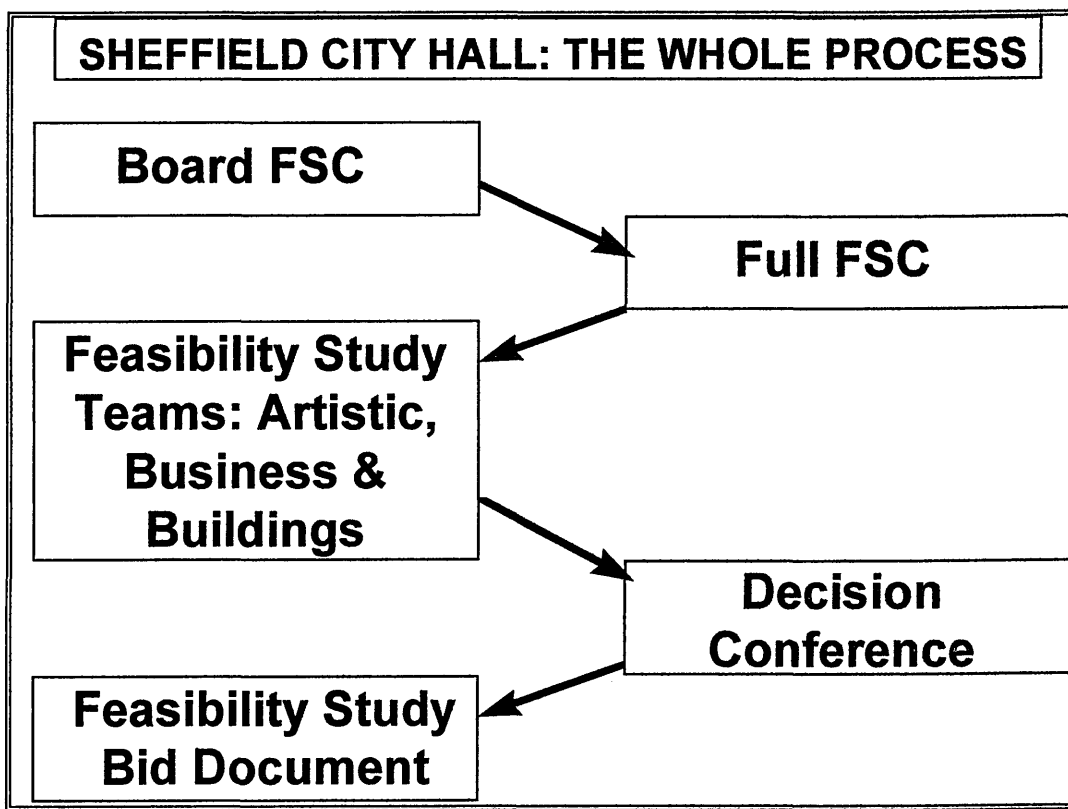 SHEFFIELD CITY HALL: THE WHOLE PROCESS
Board FSC
Full FSC
Feasibility Study
Teams: Artistic,
Business &
Buildings
Decision
Conference
Feasibility Study
Bid Document